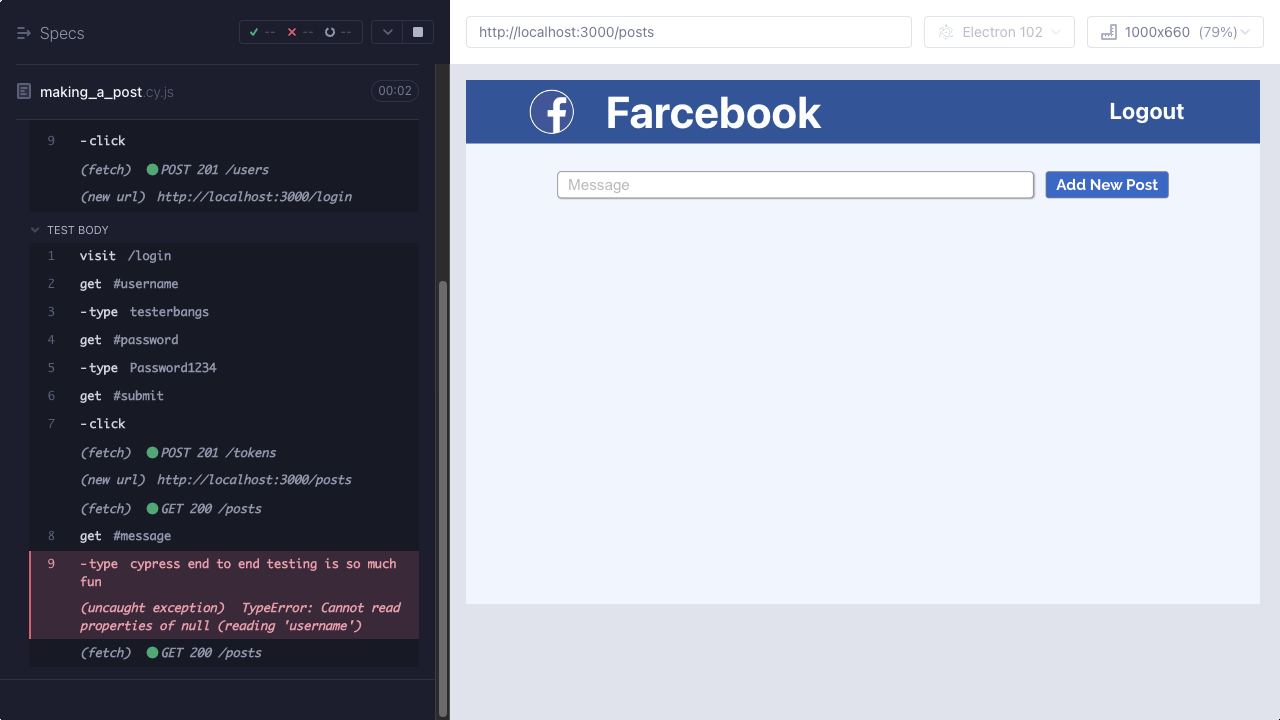 Specs
-- -- --
making_a_post.cy.js 00:02
9 -click
(fetch) POST 201 /users
(new url) http://localhost:3000/login
TEST BODY
1 visit /login
2 get #username
3 -type testerbangs
4 get #password
5 -type Password1234
6 get #submit
7 -click
(fetch) POST 201 /tokens
(new url) http://localhost:3000/posts
(fetch) GET 200 /posts
8 get #message
9 -type cypress end to end testing is so much
fun
(uncaught exception) TypeError: Cannot read
properties of null (reading 'username')
(fetch) GET 200 /posts
http://localhost:3000/posts
Electron 102
1000x660 (79%)
Farcebook
Logout
Message
Add New Post